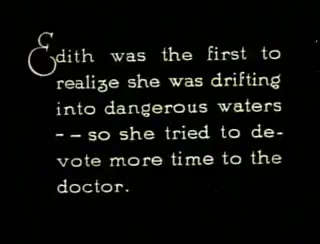 Edith was the first to
realize she was drifting
into dangerous waters
-- so she tried to de-
vote more time to the
doctor.